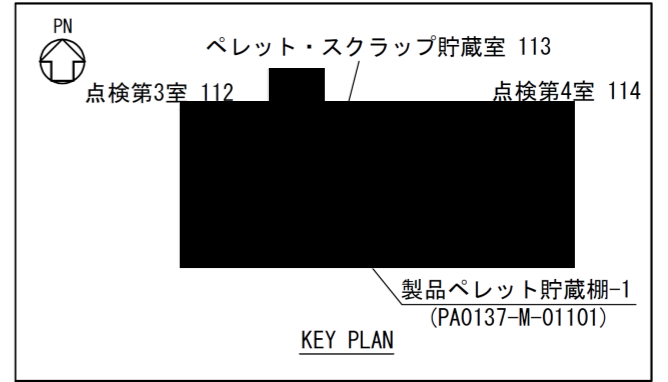 PN
ペレット・スクラップ貯蔵室 113
点検第3室 112
点検第4室 114
製品ペレット貯蔵棚-1
(PA0137-M-01101)
KEY PLAN